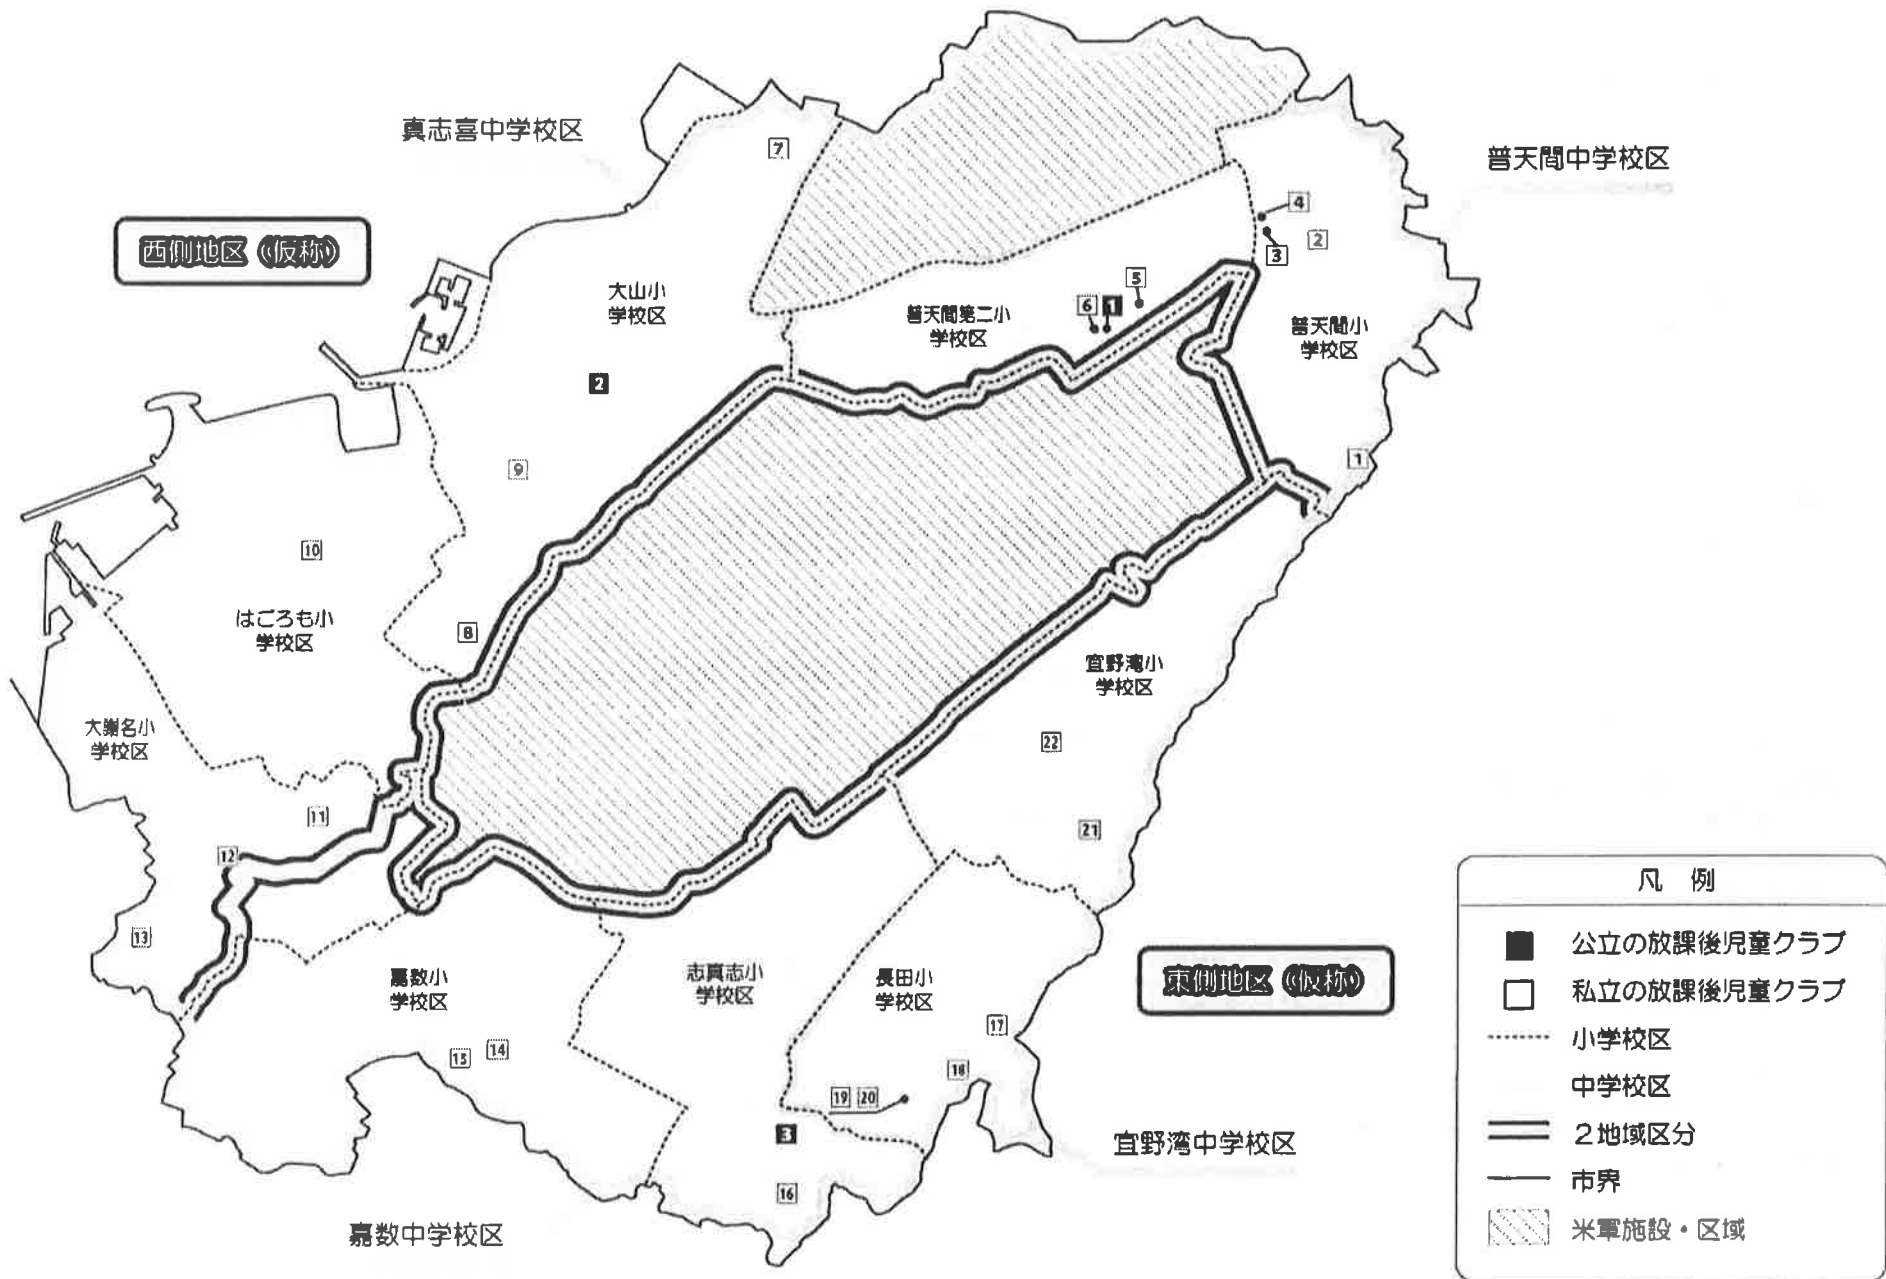 真志喜中学校区
普天間中学校区
西側地区（仮称）
7
4
2
3
大山小
学校区
5
6 1
普天間第二小
学校区
普天間小
学校区
2
9
1
10
8
はごろも小
学校区
宜野湾小
学校区
大謝名小
学校区
22
11
21
12
13
嘉数小
学校区
志真志小
学校区
長田小
学校区
東側地区（仮称）
17
15 14
18
19 20
3
16
宜野湾中学校区
嘉数中学校区
凡 例
公立の放課後児童クラブ
私立の放課後児童クラブ
小学校区
中学校区
２地域区分
市界
米軍施設・区域